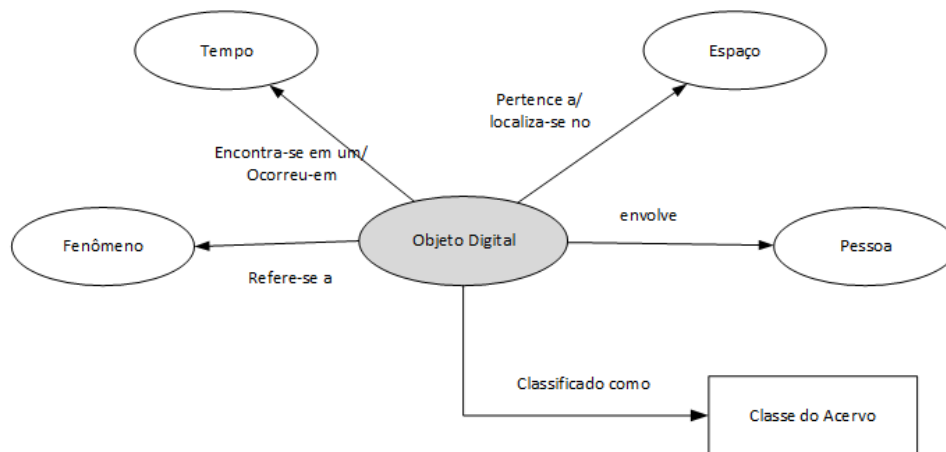 Tempo
Espaço
Pertence a/
localiza-se no
Encontra-se em um/
Ocorreu-em
envolve
Fenômeno
Objeto Digital
Pessoa
Refere-se a
Classificado como
Classe do Acervo